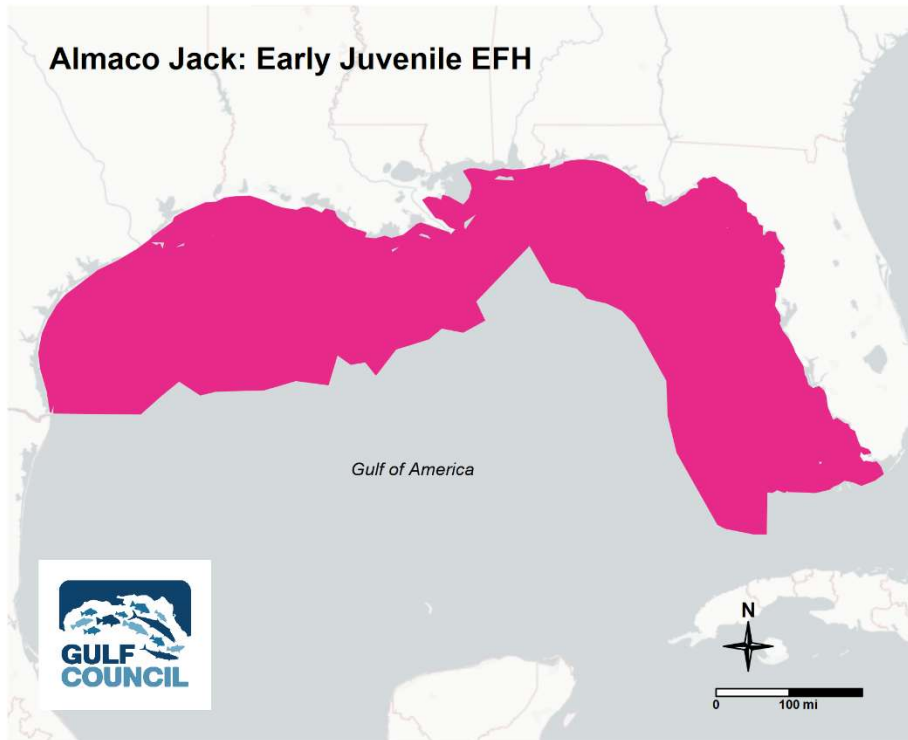 Almaco Jack: Early Juvenile EFH
Gulf of America
GULF
COUNCIL
N
0 100 mi